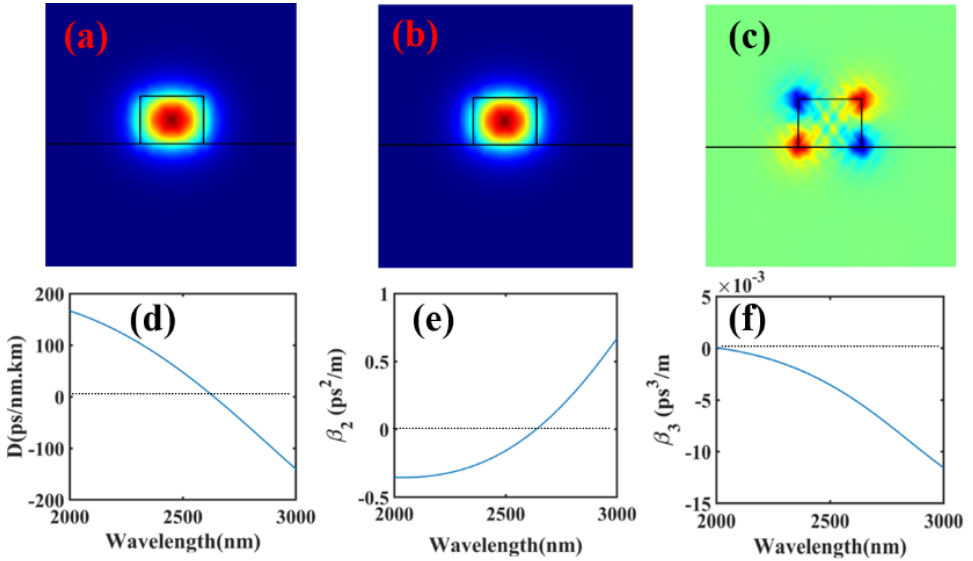 (a)
(b)
(c)
(d)
200
100
0
-100
-200
D(ps/nm.km)
2000
2500
3000
Wavelength(nm)
(e)
1
0.5
0
-0.5
β2 (ps2/m)
2000
2500
3000
Wavelength(nm)
(f)
×10-3
5
0
-5
-10
-15
β3 (ps3/m
2000
2500
3000
Wavelength(nm)